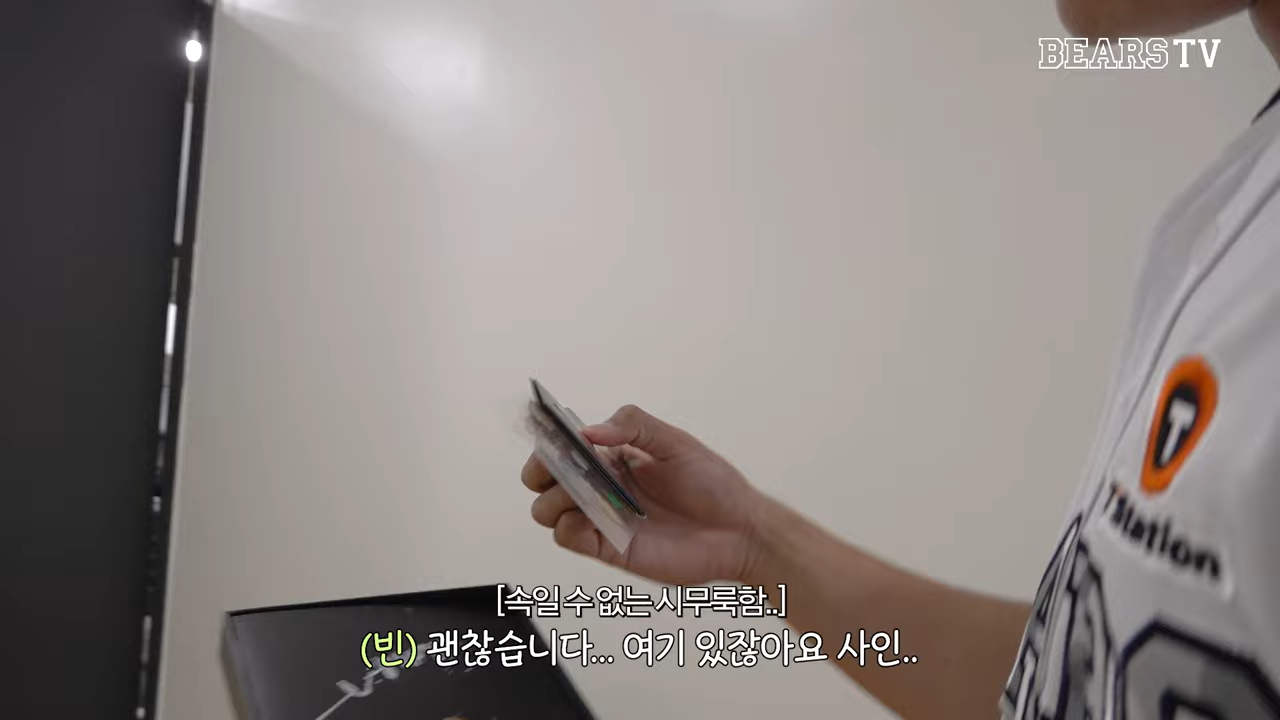 BEARS TV
T
TStation
[속일 수 없는 시무룩함..]
(빈) 괜찮습니다... 여기 있잖아요 사인..